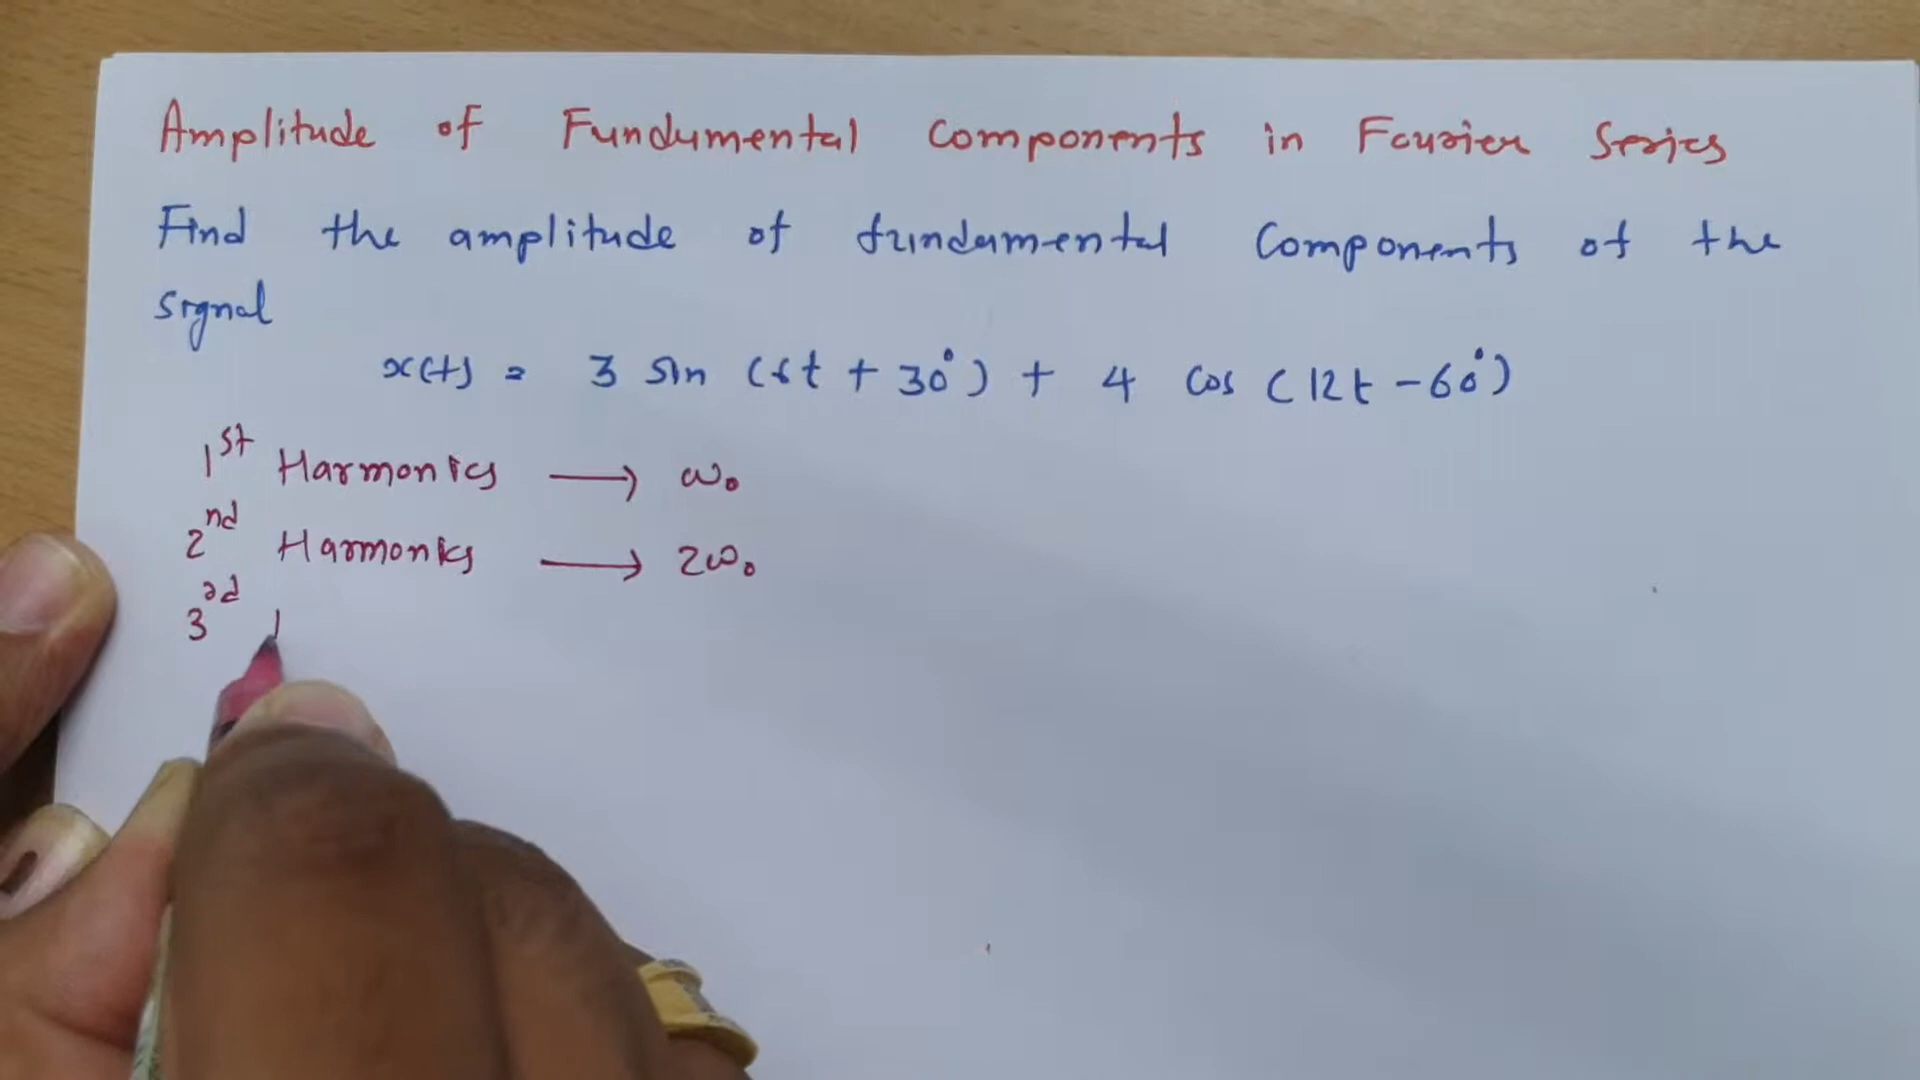 Amplitude of Fundumental Components in Fourier Series
Find the amplitude of fundamental Components of the
signal
x(t) = 3 sin (6t + 30°) + 4 cos (12t - 60°)
1st Harmonics → ω₀
2nd Harmonics → 2ω₀
3rd